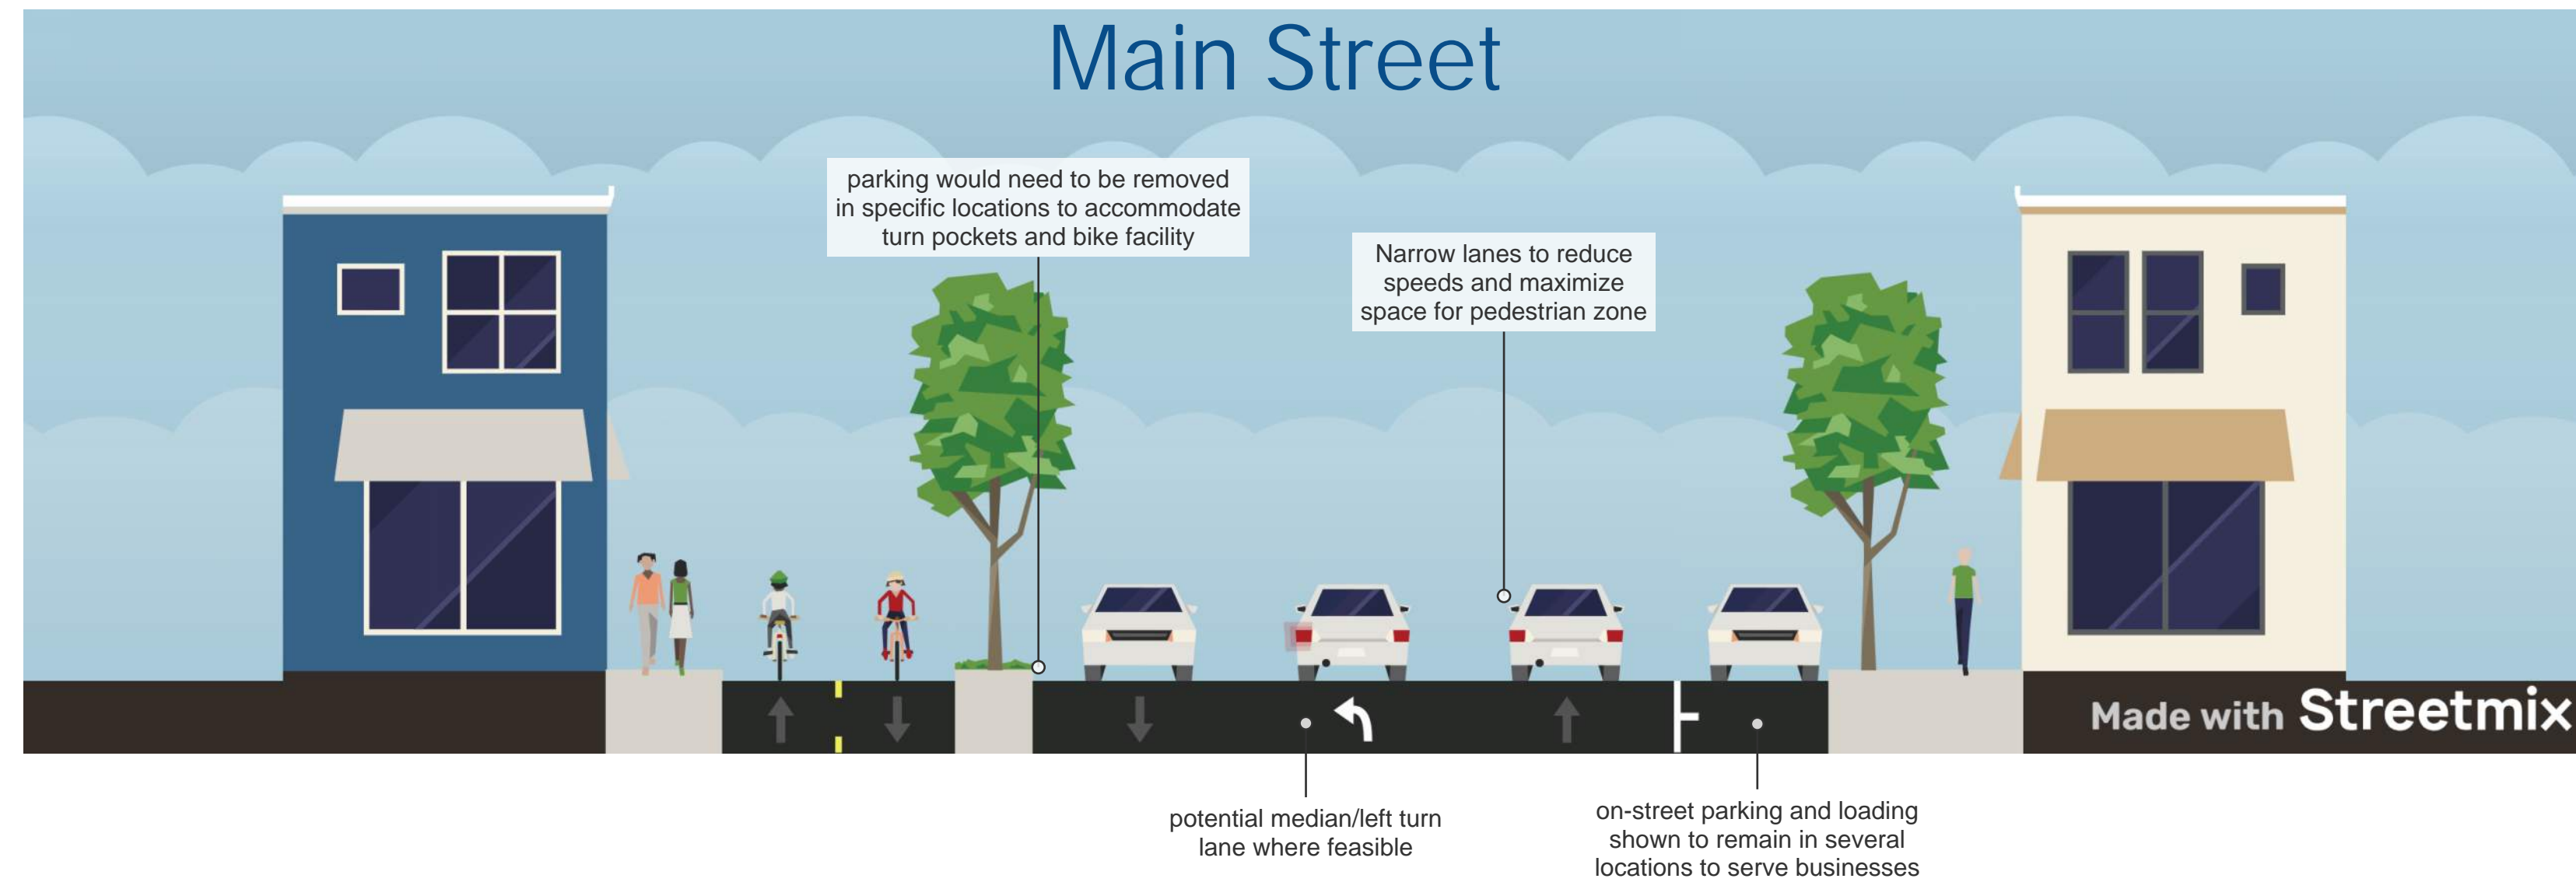 Main Street
parking would need to be removed
in specific locations to accommodate
turn pockets and bike facility
Narrow lanes to reduce
speeds and maximize
space for pedestrian zone
Made with Streetmix
potential median/left turn
lane where feasible
on-street parking and loading
shown to remain in several
locations to serve businesses